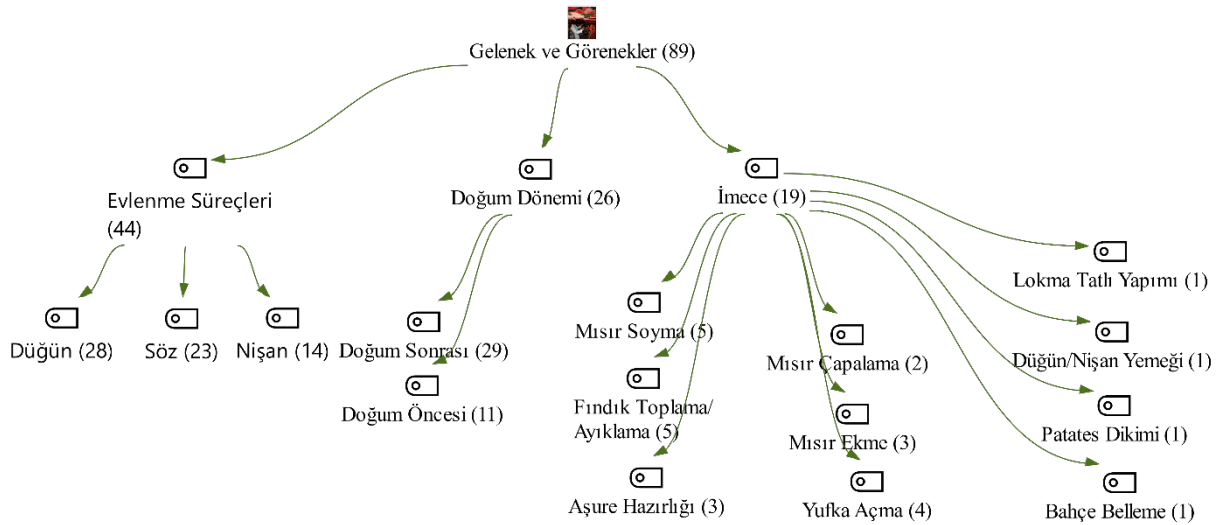 Gelenek ve Görenekler (89)
Evlenme Süreçleri
(44)
Doğum Dönemi (26)
İmece (19)
Düğün (28)
Söz (23)
Nişan (14)
Doğum Sonrası (29)
Doğum Öncesi (11)
Mısır Soyma (5)
Fındık Toplama/
Ayıklama (5)
Aşure Hazırlığı (3)
Mısır Çapalama (2)
Mısır Ekme (3)
Yufka Açma (4)
Lokma Tatlı Yapımı (1)
Düğün/Nişan Yemeği (1)
Patates Dikimi (1)
Bahçe Belleme (1)